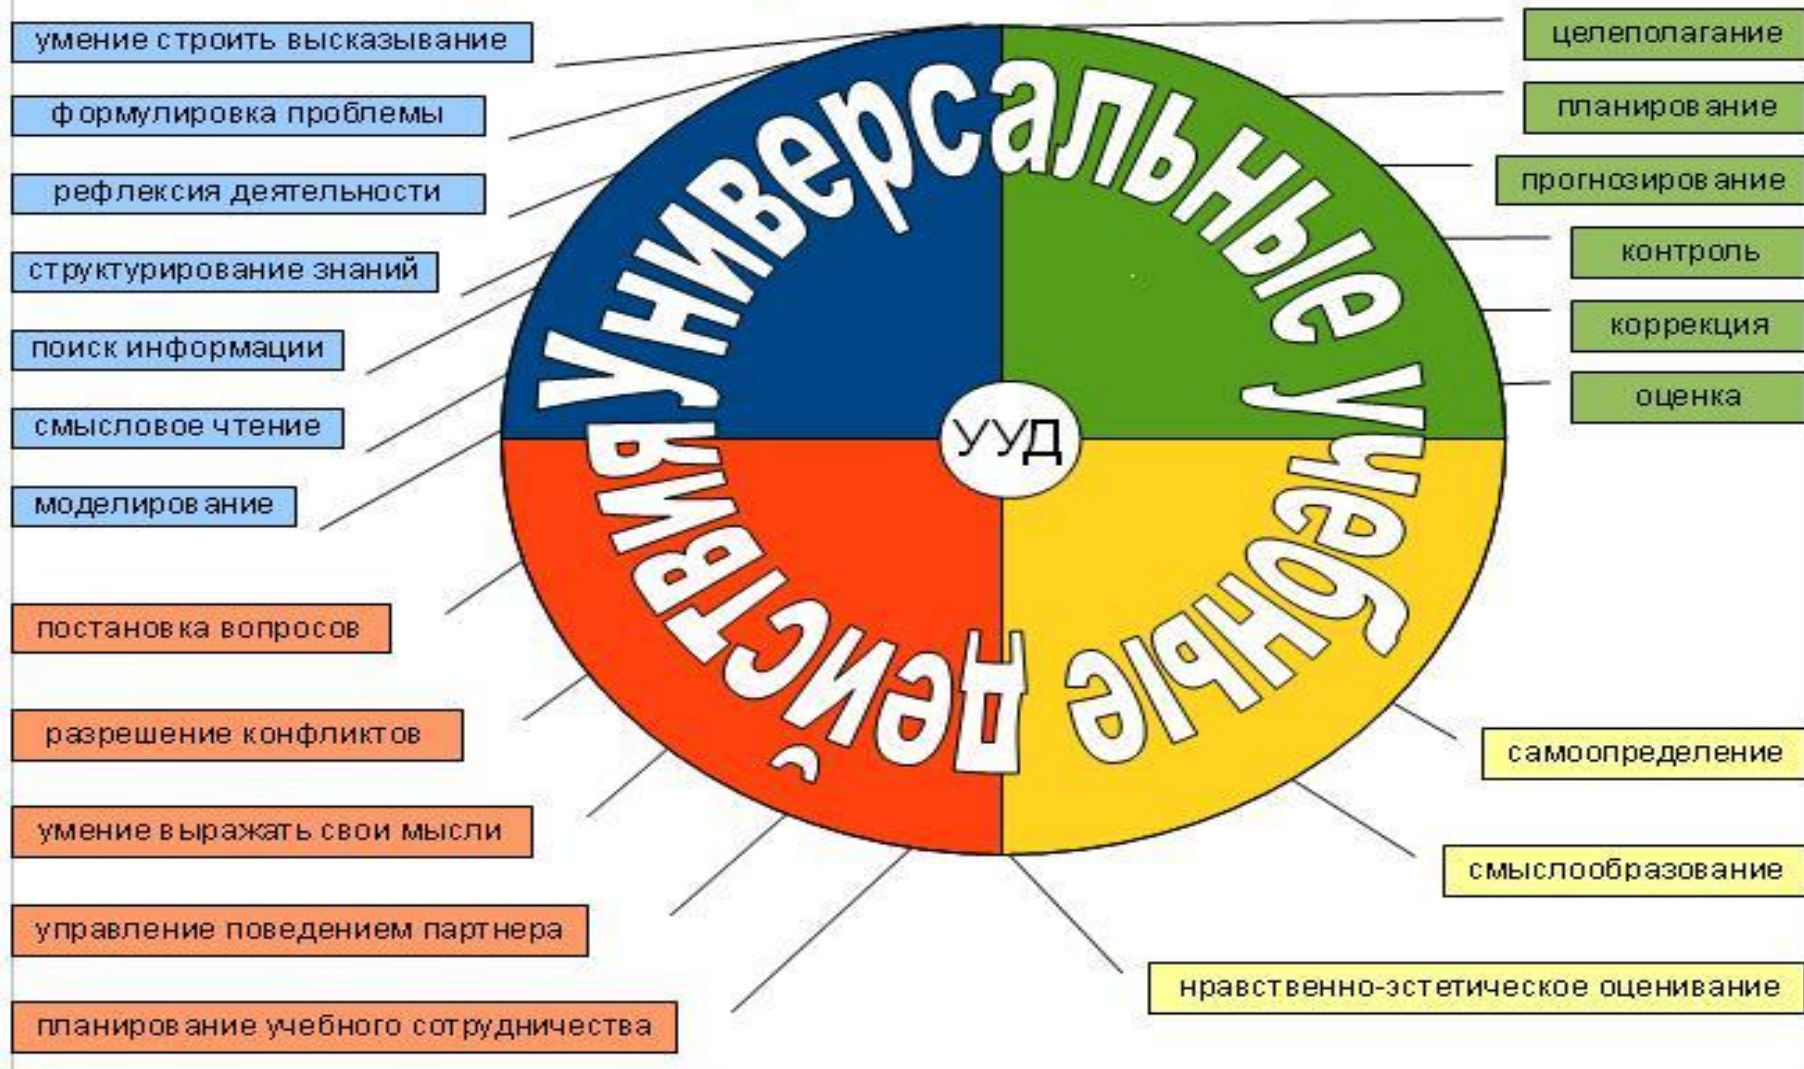 умение строить высказывание
формулировка проблемы
рефлексия деятельности
структурирование знаний
поиск информации
смысловое чтение
моделирование
постановка вопросов
разрешение конфликтов
умение выражать свои мысли
управление поведением партнера
планирование учебного сотрудничества
Универсальные учебные действия
УУД
целеполагание
планирование
прогнозирование
контроль
коррекция
оценка
самоопределение
смыслообразование
нравственно-эстетическое оценивание